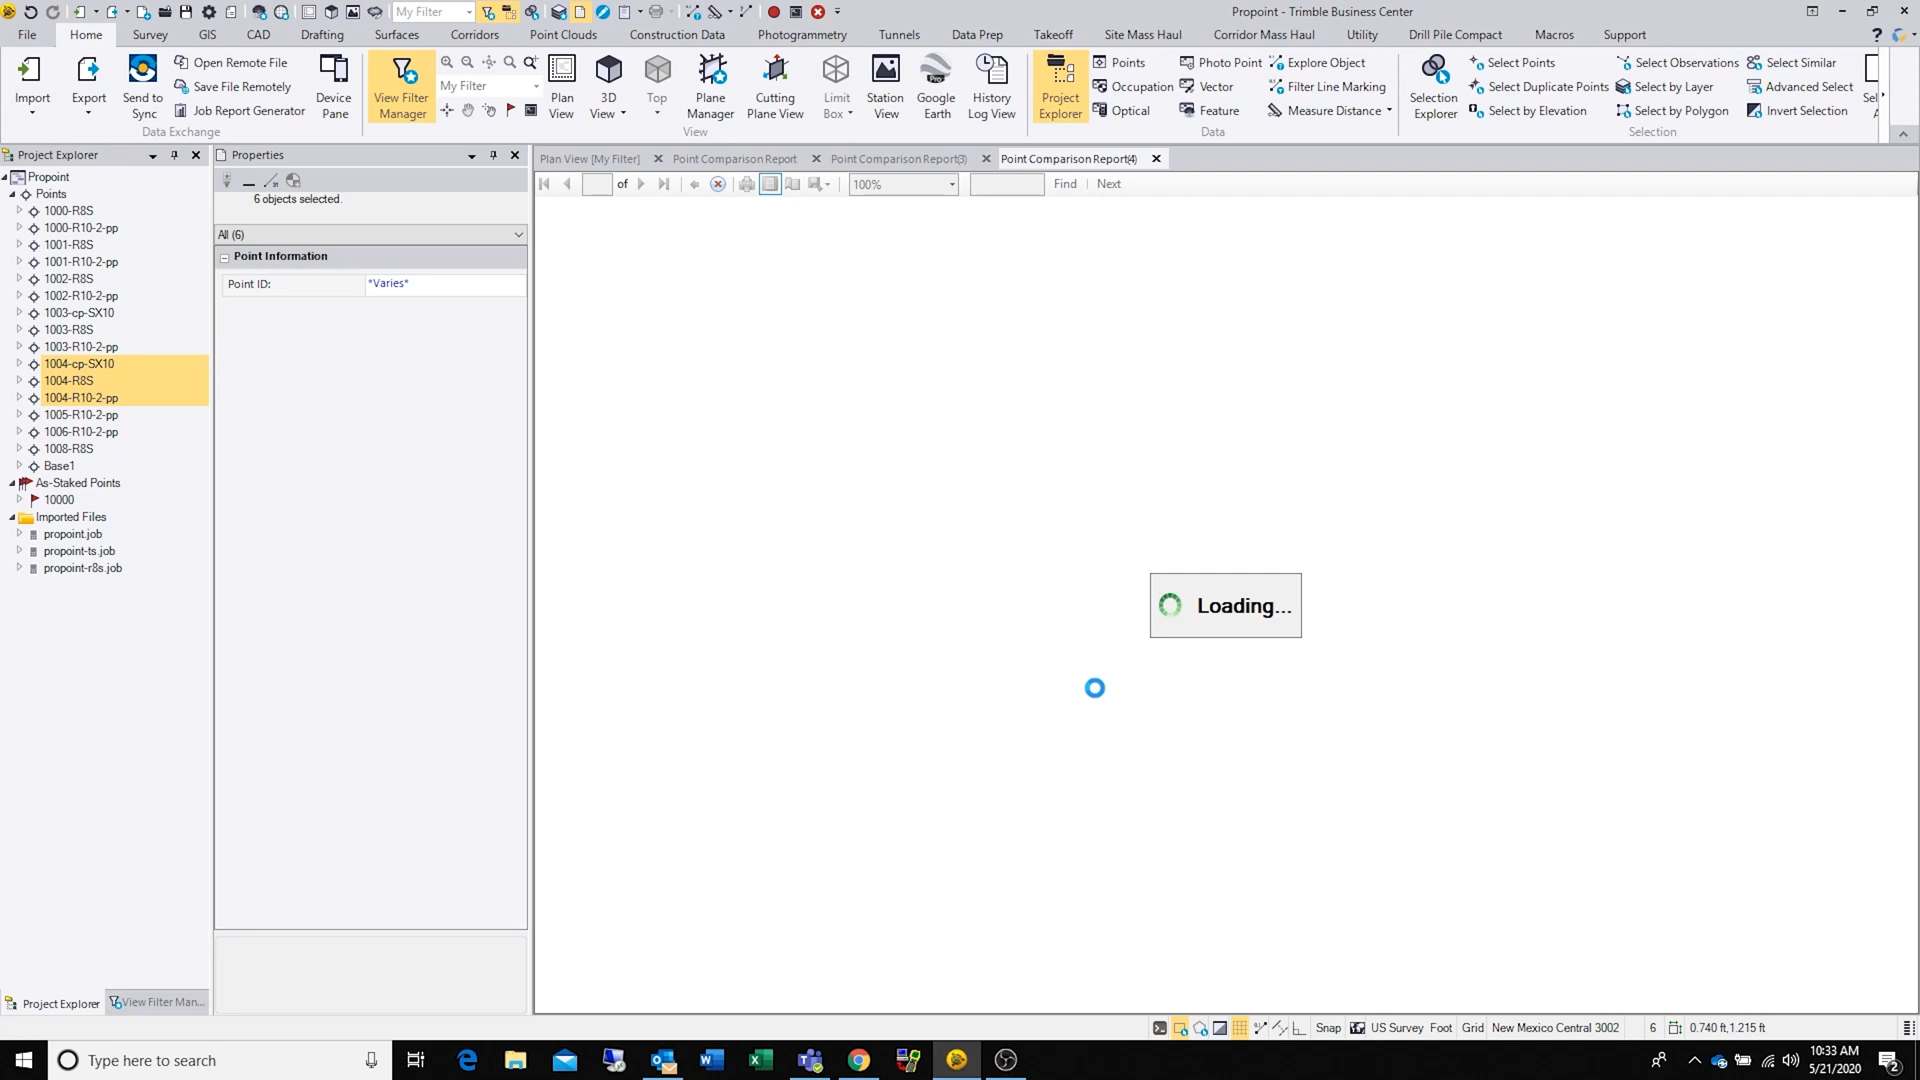 My Filter
Propoint - Trimble Business Center
File Home Survey GIS CAD Drafting Surfaces Corridors Point Clouds Construction Data Photogrammetry Tunnels Data Prep Takeoff Site Mass Haul Corridor Mass Haul Utility Drill Pile Compact Macros Support
Import
Export
Send to Sync
Open Remote File
Save File Remotely
Job Report Generator
Device Pane
Data Exchange
View Filter Manager
My Filter
Plan View
3D View
Top
Plane Manager
Cutting Plane View
Limit Box
Station View
Google Earth
History Log View
View
Project Explorer
Points
Occupation
Optical
Photo Point
Vector
Feature
Explore Object
Filter Line Marking
Measure Distance
Data
Selection Explorer
Select Points
Select Duplicate Points
Select by Elevation
Select Observations
Select by Layer
Select by Polygon
Select Similar
Advanced Select
Invert Selection
Selection
Project Explorer
Propoint
Points
1000-R8S
1000-R10-2-pp
1001-R8S
1001-R10-2-pp
1002-R8S
1002-R10-2-pp
1003-cp-SX10
1003-R8S
1003-R10-2-pp
1004-cp-SX10
1004-R8S
1004-R10-2-pp
1005-R10-2-pp
1006-R10-2-pp
1008-R8S
Base1
As-Staked Points
10000
Imported Files
propoint.job
propoint-ts.job
propoint-r8s.job
Project Explorer View Filter Man...
Properties
6 objects selected.
All (6)
Point Information
Point ID: *Varies*
Plan View [My Filter] Point Comparison Report Point Comparison Report(3) Point Comparison Report(4)
of 100% Find | Next
Loading...
Snap US Survey Foot Grid New Mexico Central 3002 6 0.740 ft,1.215 ft
Type here to search
10:33 AM
5/21/2020
2